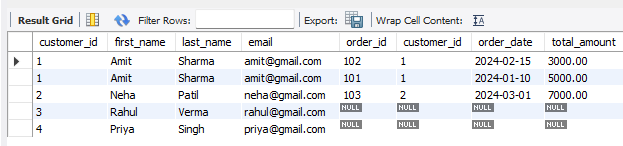 Result Grid Filter Rows: Export: Wrap Cell Content:
customer_id first_name last_name email order_id customer_id order_date total_amount
1 Amit Sharma amit@gmail.com 102 1 2024-02-15 3000.00
1 Amit Sharma amit@gmail.com 101 1 2024-01-10 5000.00
2 Neha Patil neha@gmail.com 103 2 2024-03-01 7000.00
3 Rahul Verma rahul@gmail.com NULL NULL NULL NULL
4 Priya Singh priya@gmail.com NULL NULL NULL NULL